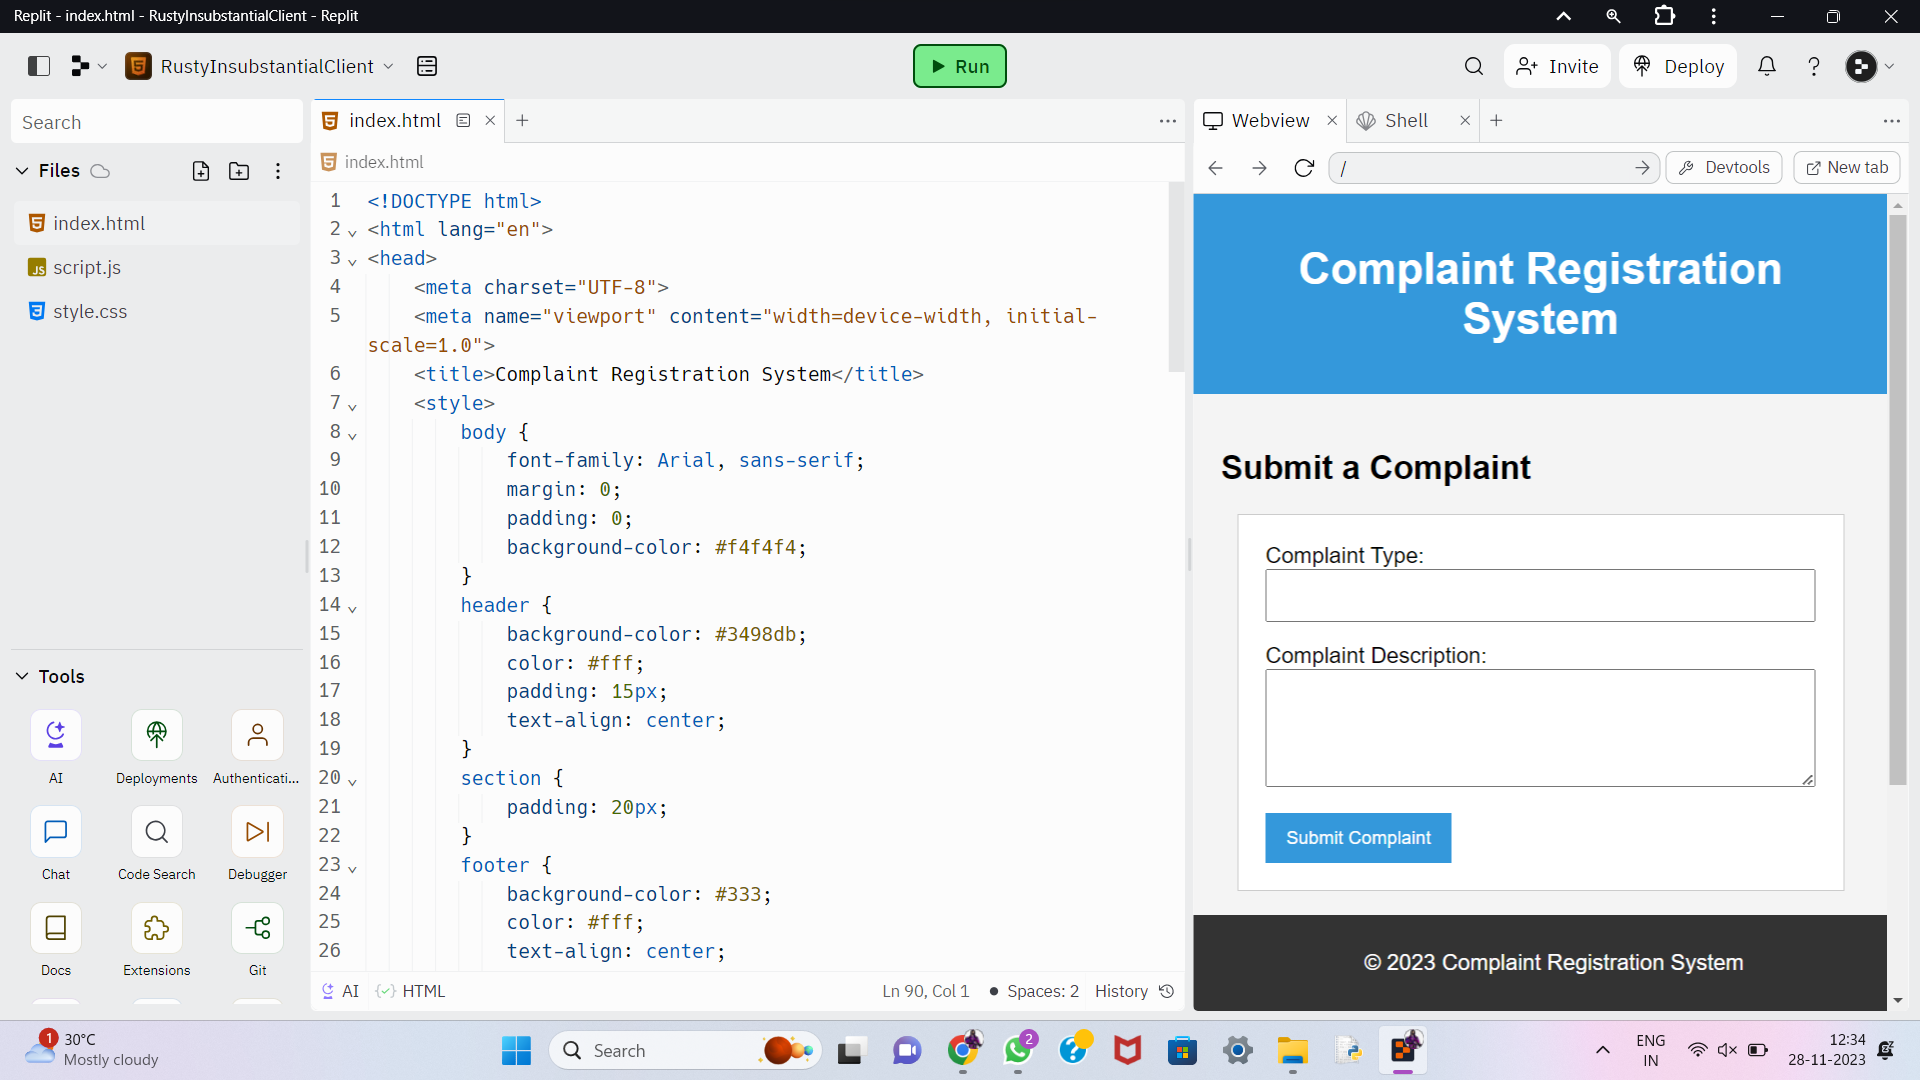 Replit - index.html - RustyInsubstantialClient - Replit
RustyInsubstantialClient
Run
Invite
Deploy
Search
Files
index.html
script.js
style.css
Tools
AI
Deployments
Authenticati...
Chat
Code Search
Debugger
Docs
Extensions
Git
index.html
index.html
1 <!DOCTYPE html>
2 <html lang="en">
3 <head>
4 <meta charset="UTF-8">
5 <meta name="viewport" content="width=device-width, initial-
scale=1.0">
6 <title>Complaint Registration System</title>
7 <style>
8 body {
9 font-family: Arial, sans-serif;
10 margin: 0;
11 padding: 0;
12 background-color: #f4f4f4;
13 }
14 header {
15 background-color: #3498db;
16 color: #fff;
17 padding: 15px;
18 text-align: center;
19 }
20 section {
21 padding: 20px;
22 }
23 footer {
24 background-color: #333;
25 color: #fff;
26 text-align: center;
AI
HTML
Ln 90, Col 1
Spaces: 2
History
Webview
Shell
/
Devtools
New tab
Complaint Registration
System
Submit a Complaint
Complaint Type:
Complaint Description:
Submit Complaint
© 2023 Complaint Registration System
1
30°C
Mostly cloudy
Search
2
ENG
IN
12:34
28-11-2023